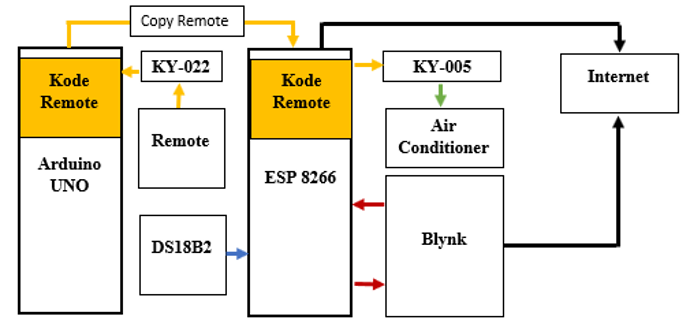 Copy Remote
Kode
Remote
KY-022
Kode
Remote
KY-005
Internet
Remote
Air
Conditioner
Arduino
UNO
ESP 8266
DS18B2
Blynk